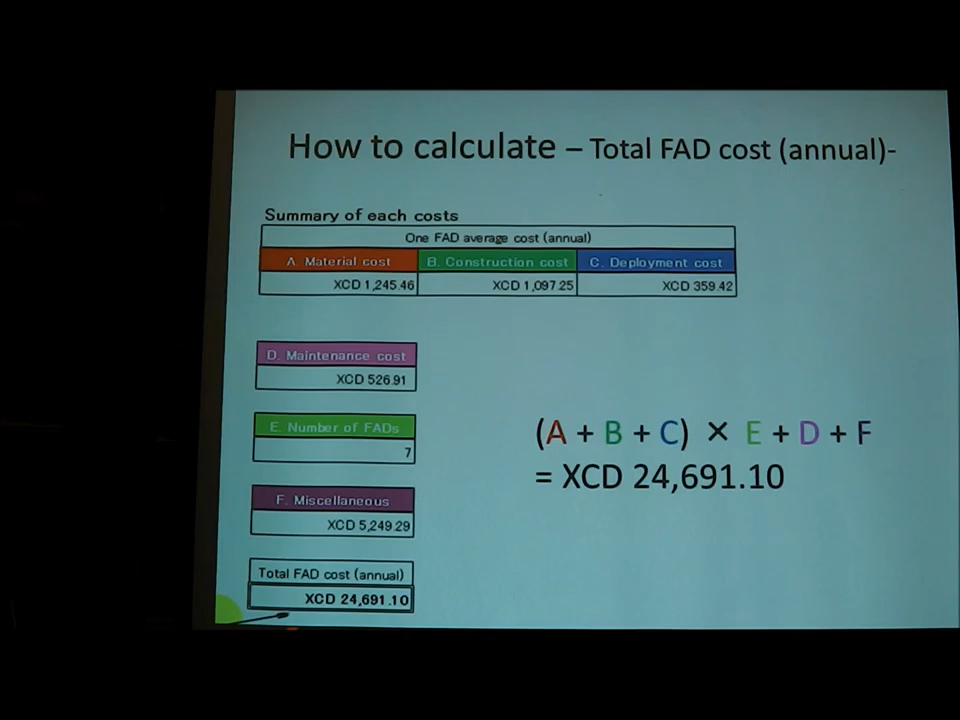 How to calculate – Total FAD cost (annual)-
Summary of each costs
One FAD average cost (annual)
A. Material cost B. Construction cost C. Deployment cost
XCD 1,245.46 XCD 1,097.25 XCD 359.42
D. Maintenance cost
XCD 526.91
E. Number of FADs
7
(A + B + C) × E + D + F
= XCD 24,691.10
F. Miscellaneous
XCD 5,249.29
Total FAD cost (annual)
XCD 24,691.10